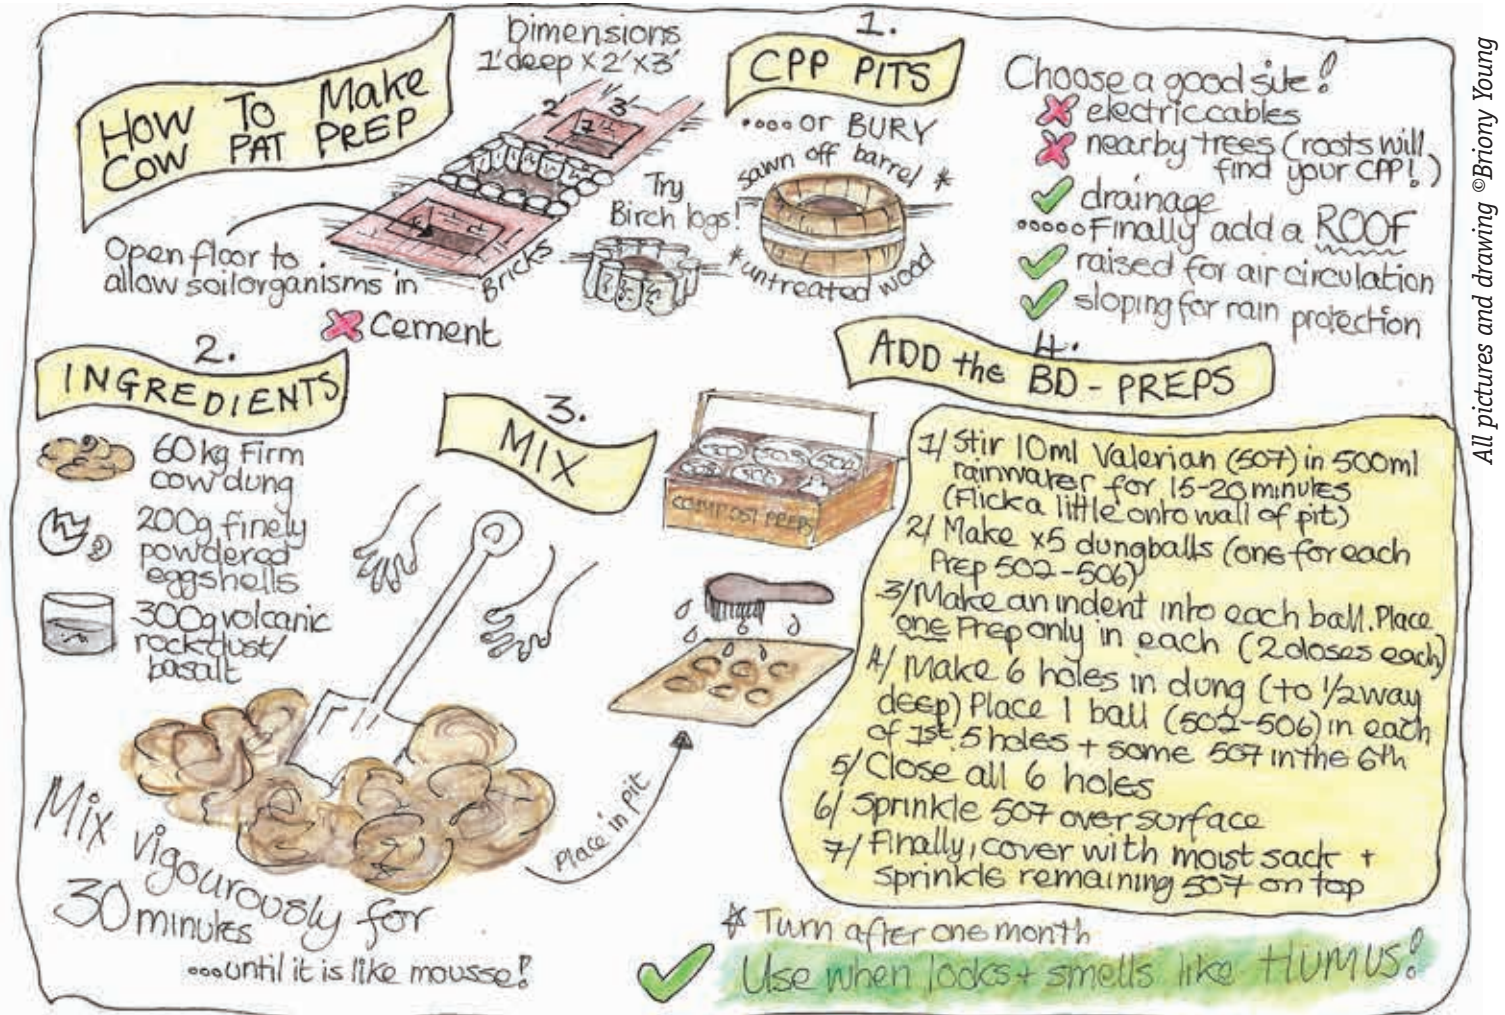 How To Make
Cow PAT PREP
Dimensions
1' deep x 2' x 3'
2'
3'
Open floor to
allow soil organisms in
Bricks
Try
Birch logs!
X Cement
1.
CPP PITS
....or BURY
sawn off barrel *
*untreated wood
Choose a good site!
X electric cables
X nearby trees (roots will
find your CPP!)
✓ drainage
.....Finally add a ROOF
✓ raised for air circulation
✓ sloping for rain protection
2.
INGREDIENTS
60kg Firm
cow dung
200g finely
powdered
eggshells
300g volcanic
rockdust/
basalt
3.
MIX
COMPOST PREPS
Mix vigourously for
30 minutes
...until it is like mousse!
Place in pit
4.
ADD the BD-PREPS
1/ Stir 10ml Valerian (507) in 500ml
rainwater for 15-20 minutes
(Flick a little onto wall of pit)
2/ Make x5 dungballs (one for each
Prep 502-506)
3/ Make an indent into each ball. Place
one Prep only in each (2 doses each)
4/ Make 6 holes in dung (to 1/2 way
deep) Place 1 ball (502-506) in each
of 1st 5 holes + some 507 in the 6th
5/ Close all 6 holes
6/ Sprinkle 507 over surface
7/ Finally, cover with moist sack +
sprinkle remaining 507 on top
* Turn after one month
✓ Use when looks + smells like HUMUS!
All pictures and drawing ©Briony Young